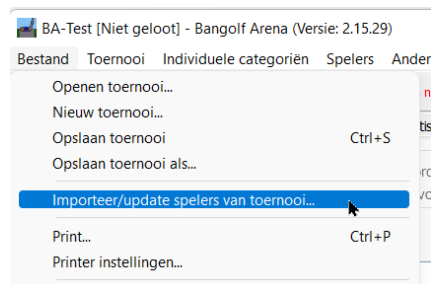 BA-Test [Niet geloot] - Bangolf Arena (Versie: 2.15.29)
Bestand Toernooi Individuele categoriën Spelers Ander
Openen toernooi...
Nieuw toernooi...
Opslaan toernooi Ctrl+S
Opslaan toernooi als...
Importeer/update spelers van toernooi...
Print... Ctrl+P
Printer instellingen...